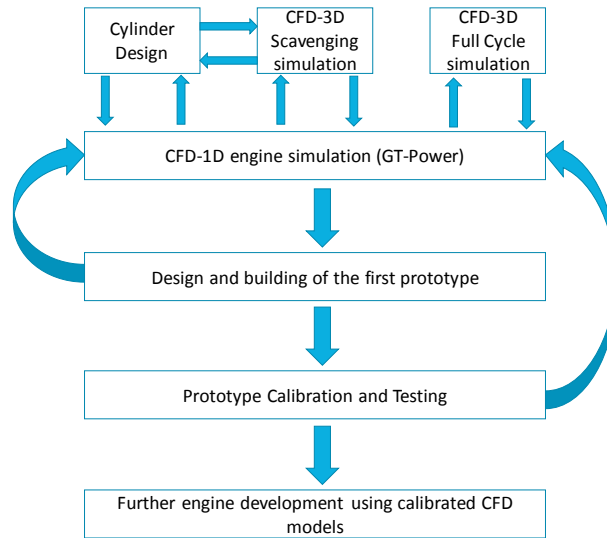 Cylinder
Design
CFD-3D
Scavenging
simulation
CFD-3D
Full Cycle
simulation
CFD-1D engine simulation (GT-Power)
Design and building of the first prototype
Prototype Calibration and Testing
Further engine development using calibrated CFD
models